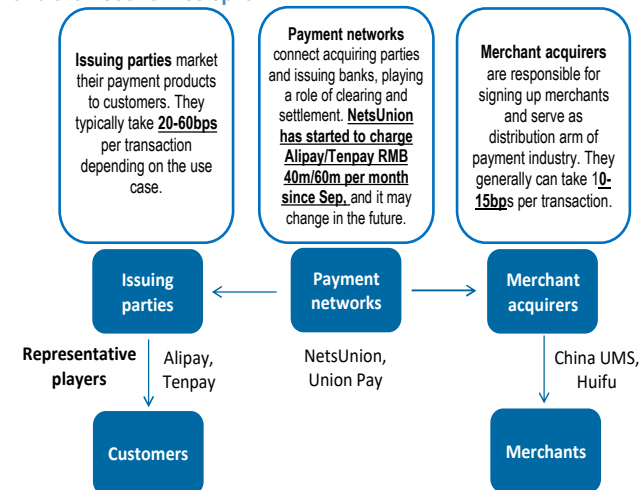 Issuing parties market
their payment products
to customers. They
typically take 20-60bps
per transaction
depending on the use
case.
Payment networks
connect acquiring parties
and issuing banks, playing
a role of clearing and
settlement. NetsUnion
has started to charge
Alipay/Tenpay RMB
40m/60m per month
since Sep, and it may
change in the future.
Merchant acquirers
are responsible for
signing up merchants
and serve as
distribution arm of
payment industry. They
generally can take 10-
15bps per transaction.
Issuing
parties
Payment
networks
Merchant
acquirers
Representative
players
Alipay,
Tenpay
NetsUnion,
Union Pay
China UMS,
Huifu
Customers
Merchants